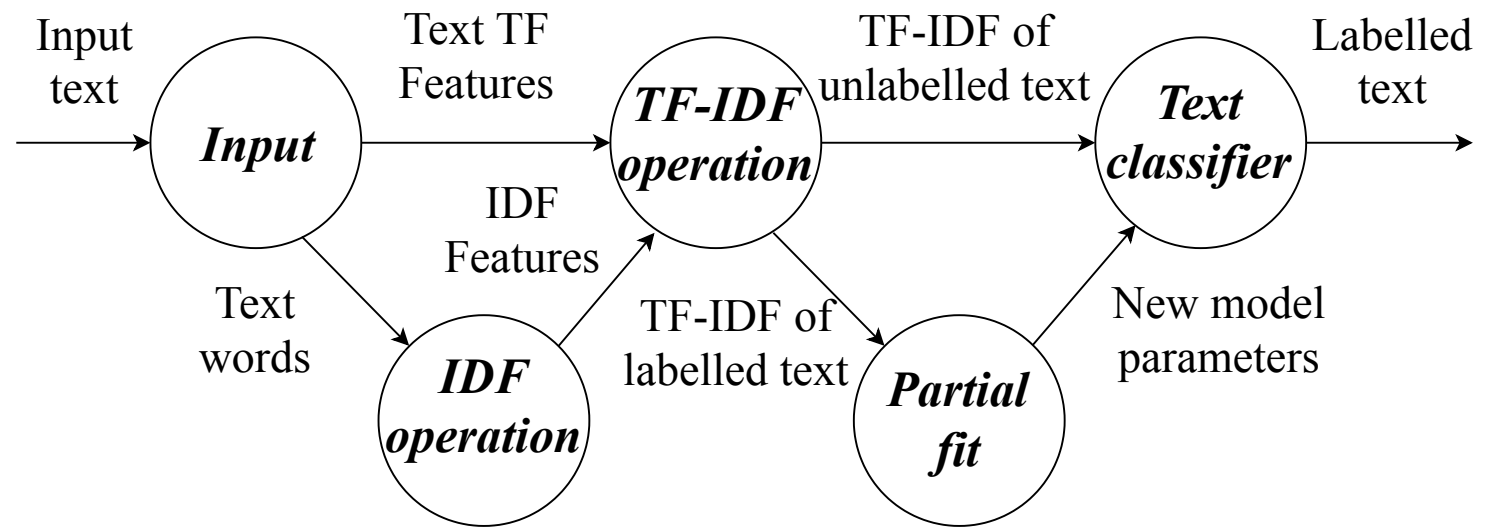 Input
text
Input
Text TF
Features
TF-IDF
operation
TF-IDF of
unlabelled text
Text
classifier
Labelled
text
Text
words
IDF
operation
IDF
Features
TF-IDF of
labelled text
Partial
fit
New model
parameters